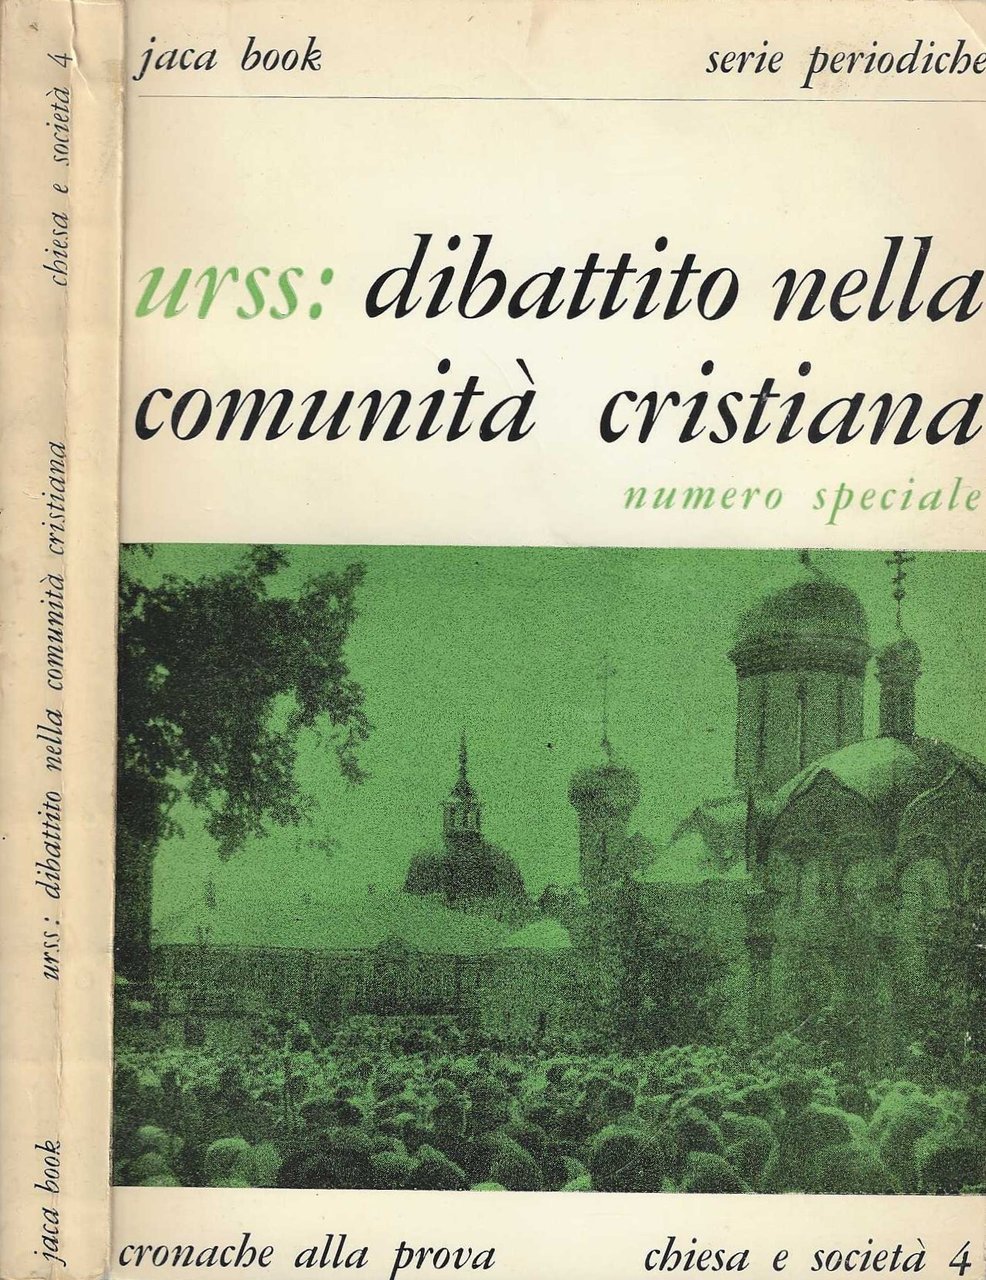 jaca book serie periodiche
urss: dibattito nella
comunità cristiana
numero speciale
cronache alla prova chiesa e società 4
jaca book urss: dibattito nella comunità cristiana chiesa e società 4